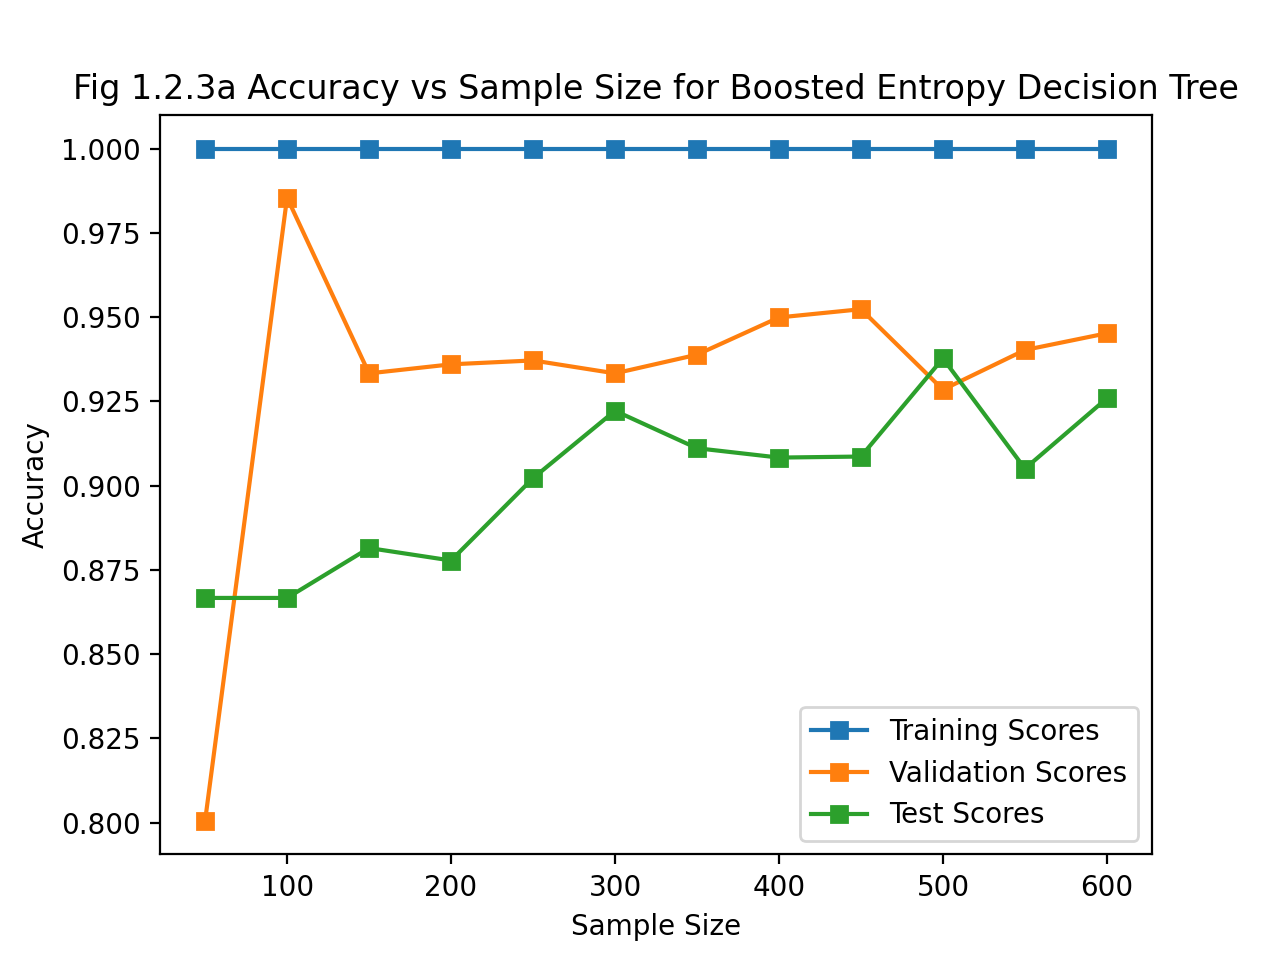 Fig 1.2.3a Accuracy vs Sample Size for Boosted Entropy Decision Tree
1.000
0.975
0.950
0.925
0.900
0.875
0.850
0.825
0.800
Accuracy
Training Scores
Validation Scores
Test Scores
100 200 300 400 500 600
Sample Size